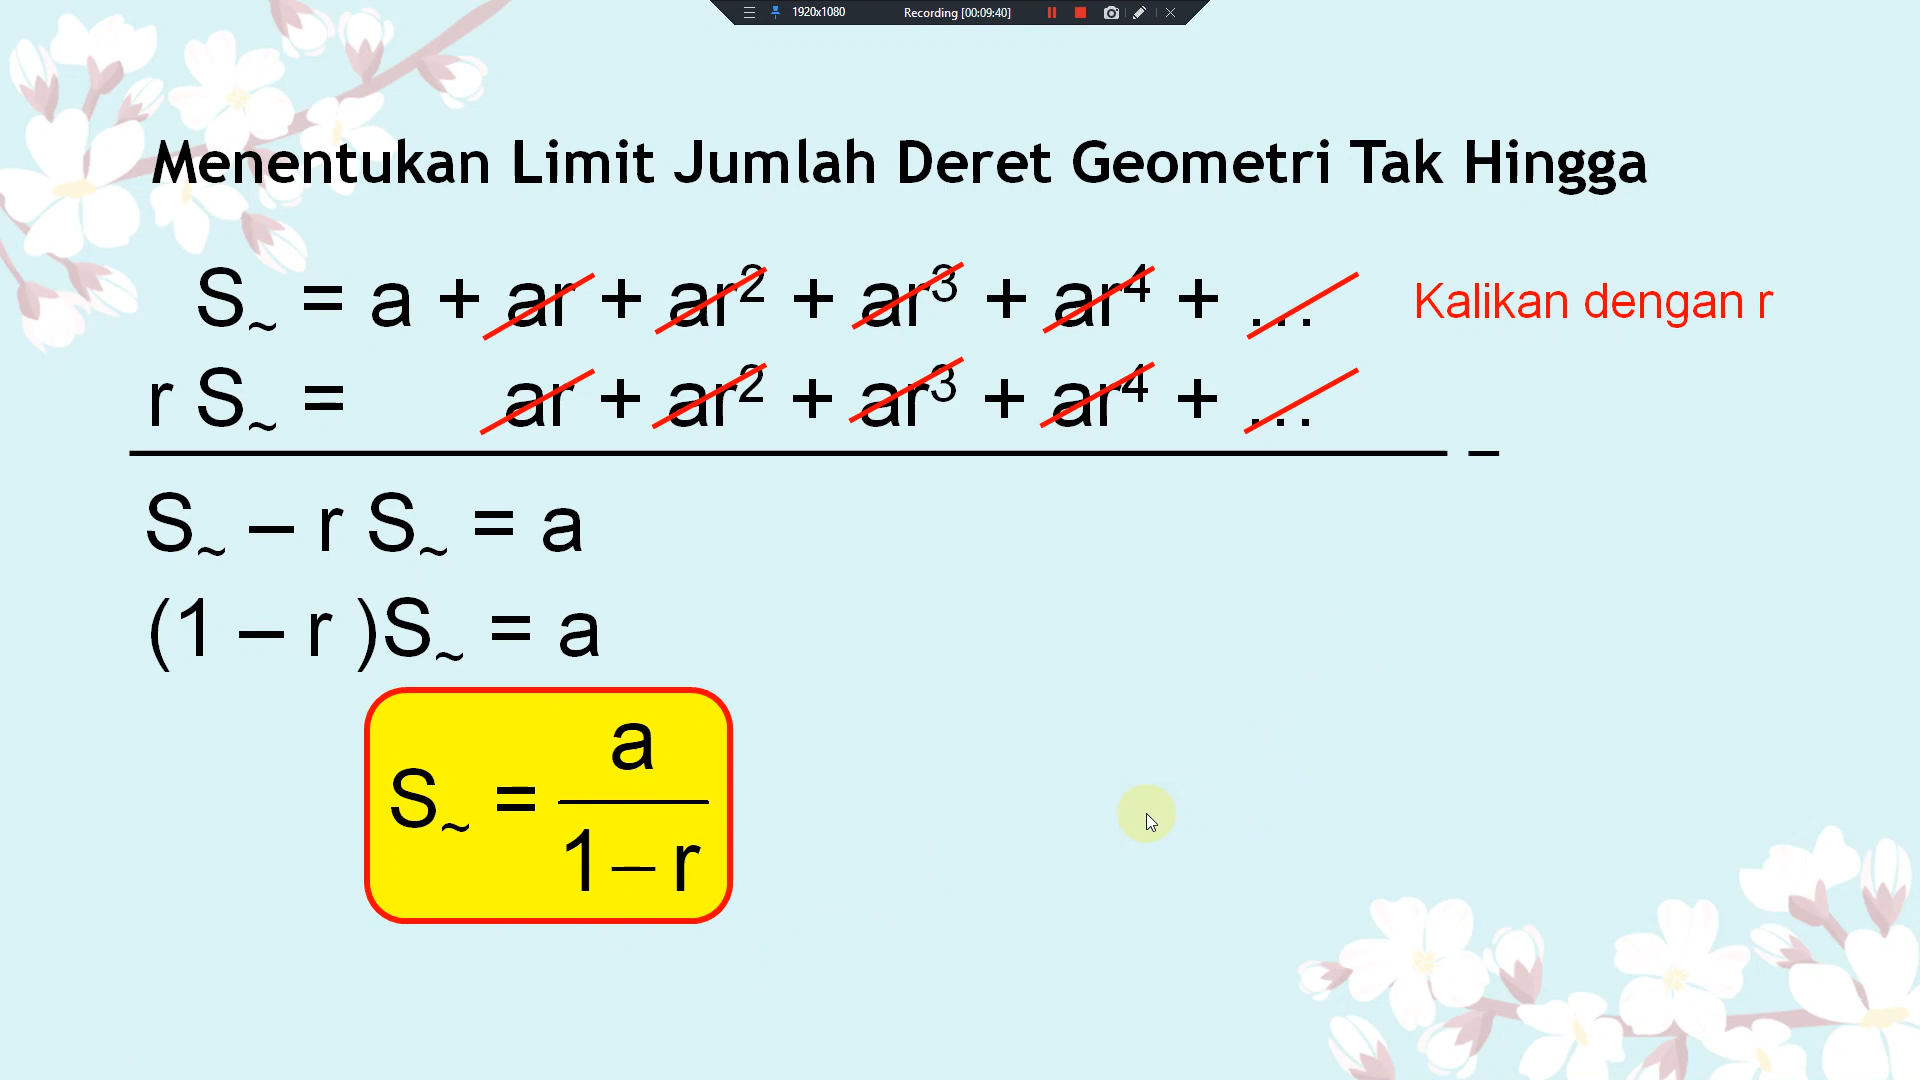 1920x1080 Recording [00:09:40]
Menentukan Limit Jumlah Deret Geometri Tak Hingga
S~ = a + ar + ar² + ar³ + ar⁴ + ... Kalikan dengan r
r S~ = ar + ar² + ar³ + ar⁴ + ...
–
S~ – r S~ = a
(1 – r )S~ = a
S~ = a / 1 – r